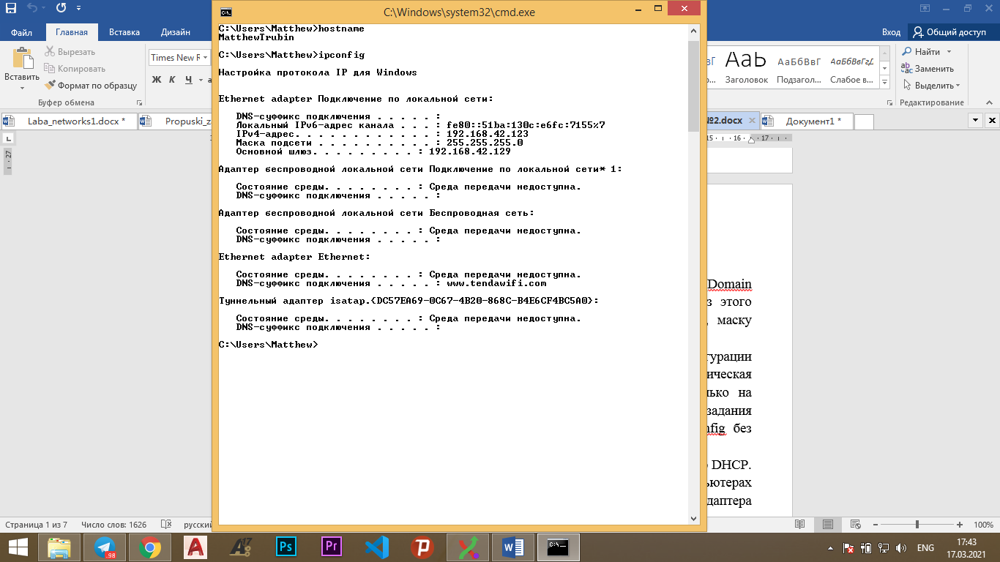 C:\Windows\system32\cmd.exe
Файл Главная Вставка Дизайн
Вход Общий доступ
Вставить
Вырезать
Копировать
Формат по образцу
Буфер обмена
Times New R
Ж К Ч
АаБбВвГ АаБбВвГгД
Заголовок Подзагол... Слабое в...
Найти
Заменить
Выделить
Редактирование
Laba_networks1.docx *
Propuski_z
№2.docx
Документ1 *
15 16 17
27
C:\Users\Matthew>hostname
MatthewTrubin
C:\Users\Matthew>ipconfig
Настройка протокола IP для Windows
Ethernet adapter Подключение по локальной сети:
DNS-суффикс подключения . . . . . :
Локальный IPv6-адрес канала . . . : fe80::51ba:130c:e6fc:7155%7
IPv4-адрес. . . . . . . . . . . . : 192.168.42.123
Маска подсети . . . . . . . . . . : 255.255.255.0
Основной шлюз. . . . . . . . . : 192.168.42.129
Адаптер беспроводной локальной сети Подключение по локальной сети* 1:
Состояние среды. . . . . . . . : Среда передачи недоступна.
DNS-суффикс подключения . . . . . :
Адаптер беспроводной локальной сети Беспроводная сеть:
Состояние среды. . . . . . . . : Среда передачи недоступна.
DNS-суффикс подключения . . . . . :
Ethernet adapter Ethernet:
Состояние среды. . . . . . . . : Среда передачи недоступна.
DNS-суффикс подключения . . . . . : www.tendawifi.com
Туннельный адаптер isatap.{DC57EA69-0C67-4B20-868C-B4E6CF4BC5A0}:
Состояние среды. . . . . . . . : Среда передачи недоступна.
DNS-суффикс подключения . . . . . :
C:\Users\Matthew>
Domain
з этого
маску
гурации
ическая
лько на
задания
nfig без
DHCP.
ьютерах
даптера
Страница 1 из 7 Число слов: 1626 русский
100%
.98
A
17
Ps
Pr
ENG
17:43
17.03.2021